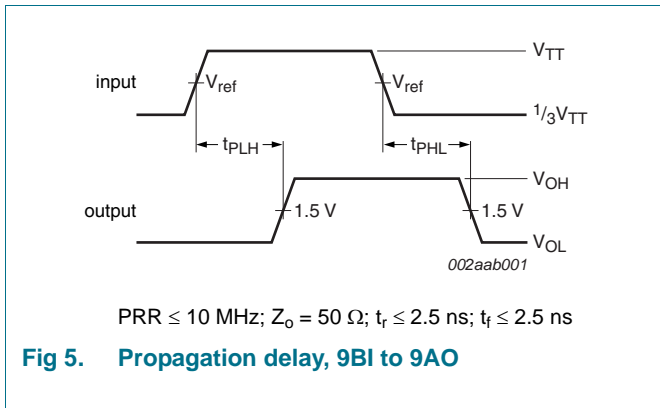 V_TT
input
V_ref
V_ref
1/3V_TT
t_PLH
t_PHL
V_OH
output
1.5 V
1.5 V
V_OL
002aab001
PRR ≤ 10 MHz; Z_o = 50 Ω; t_r ≤ 2.5 ns; t_f ≤ 2.5 ns
Fig 5. Propagation delay, 9BI to 9AO